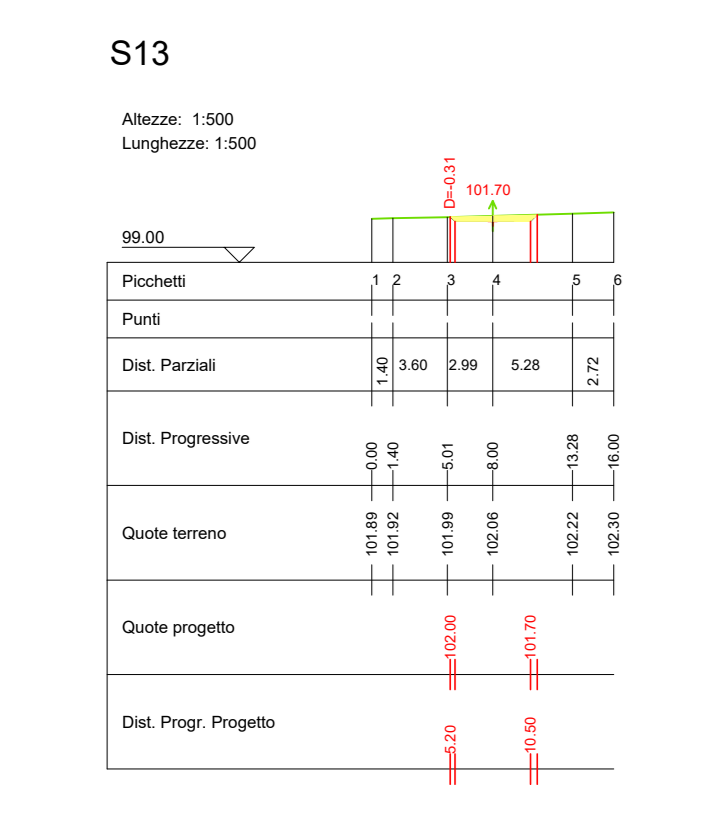 S13
Altezze: 1:500
Lunghezze: 1:500
D=-0.31
101.70
99.00
Picchetti 1 2 3 4 5 6
Punti
Dist. Parziali 1.40 3.60 2.99 5.28 2.72
Dist. Progressive 0.00 1.40 5.01 8.00 13.28 16.00
Quote terreno 101.89 101.92 101.99 102.06 102.22 102.30
Quote progetto 102.00 101.70
Dist. Progr. Progetto 5.20 10.50